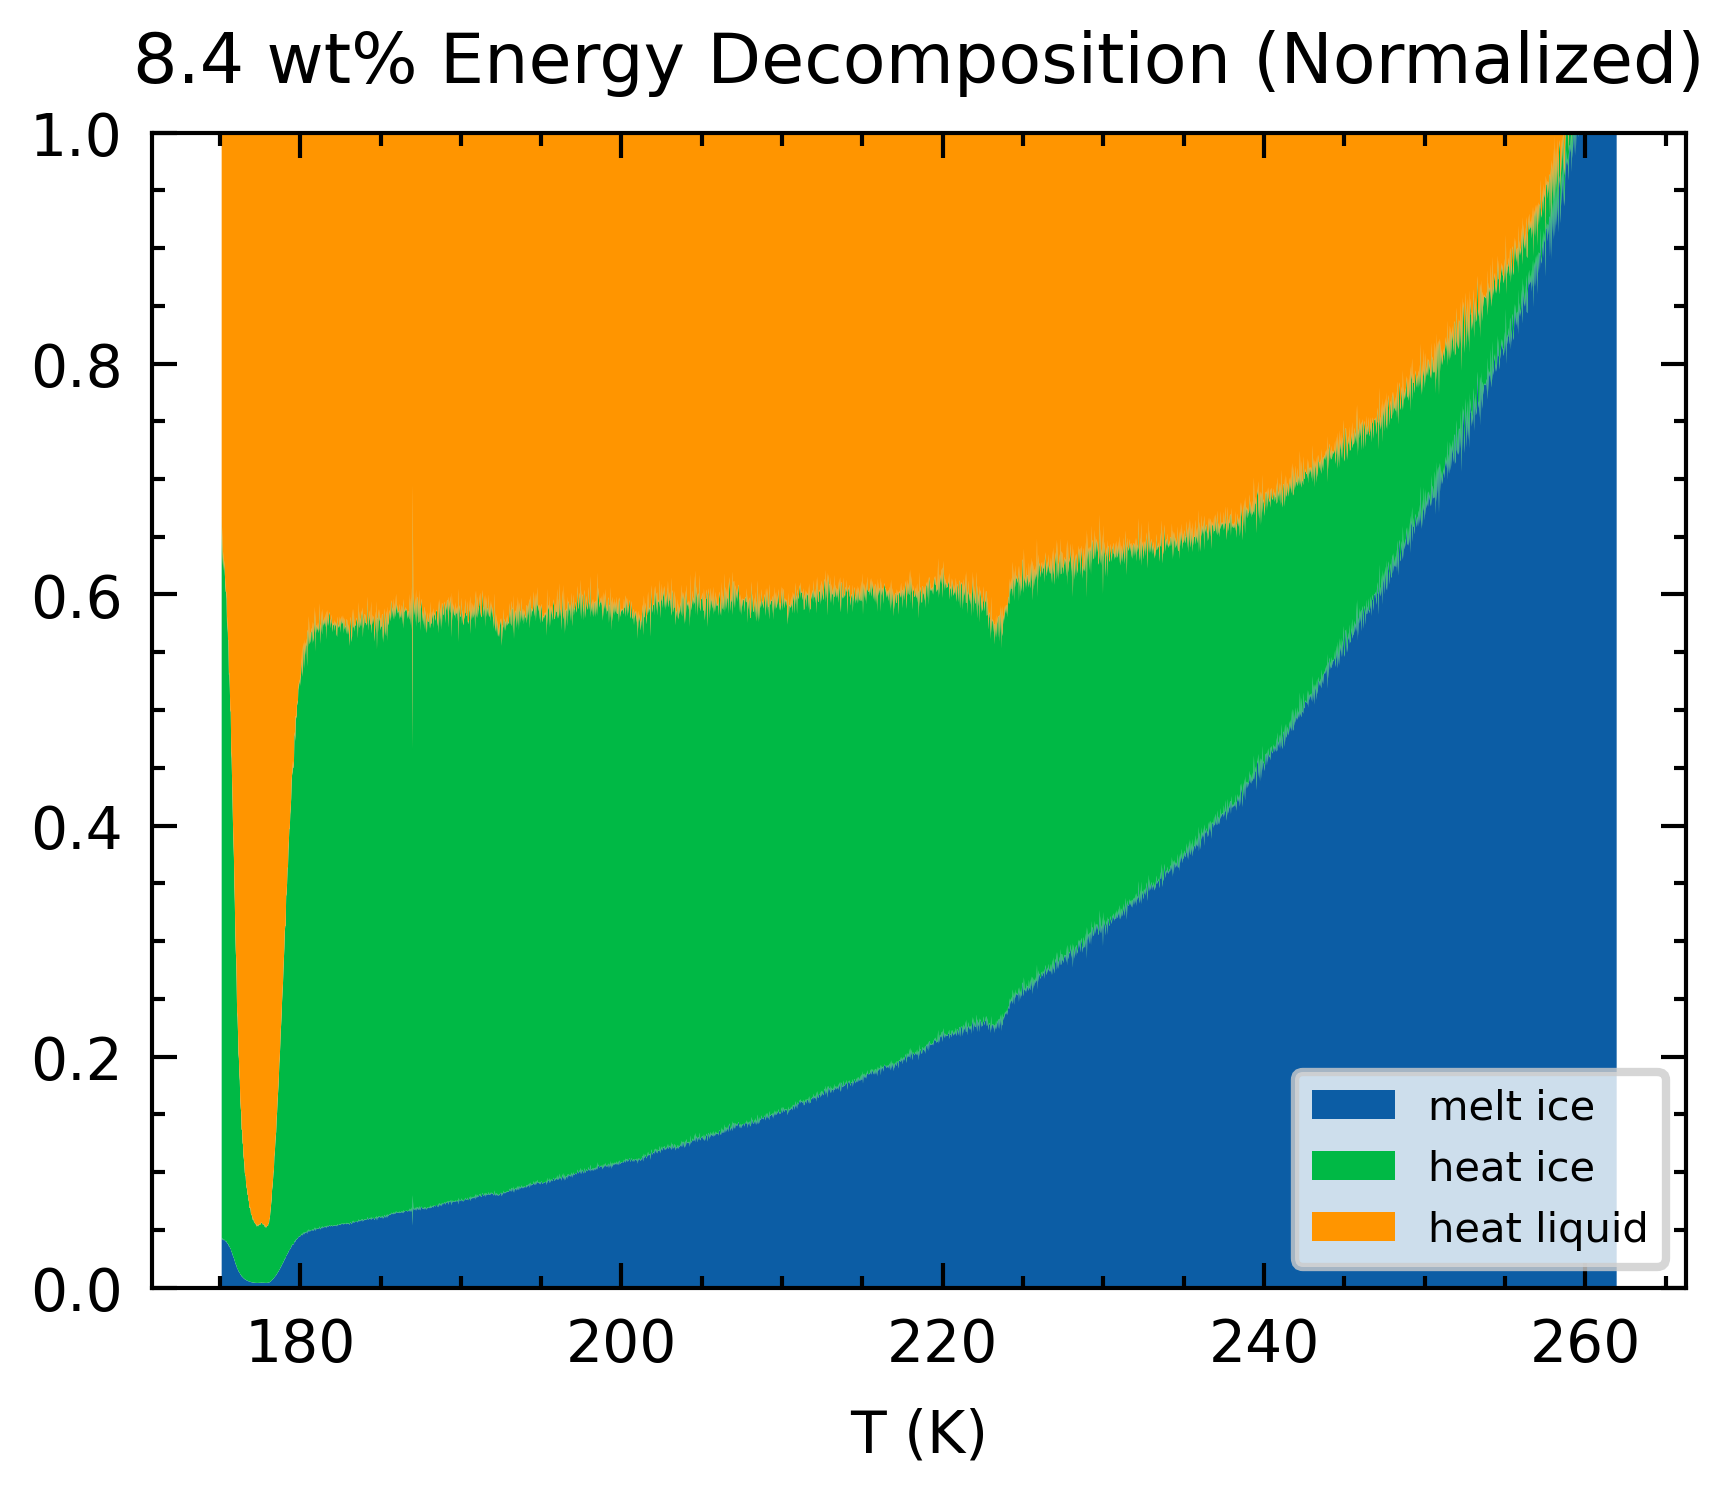 8.4 wt% Energy Decomposition (Normalized)
1.0
0.8
0.6
0.4
0.2
0.0
melt ice
heat ice
heat liquid
180 200 220 240 260
T (K)